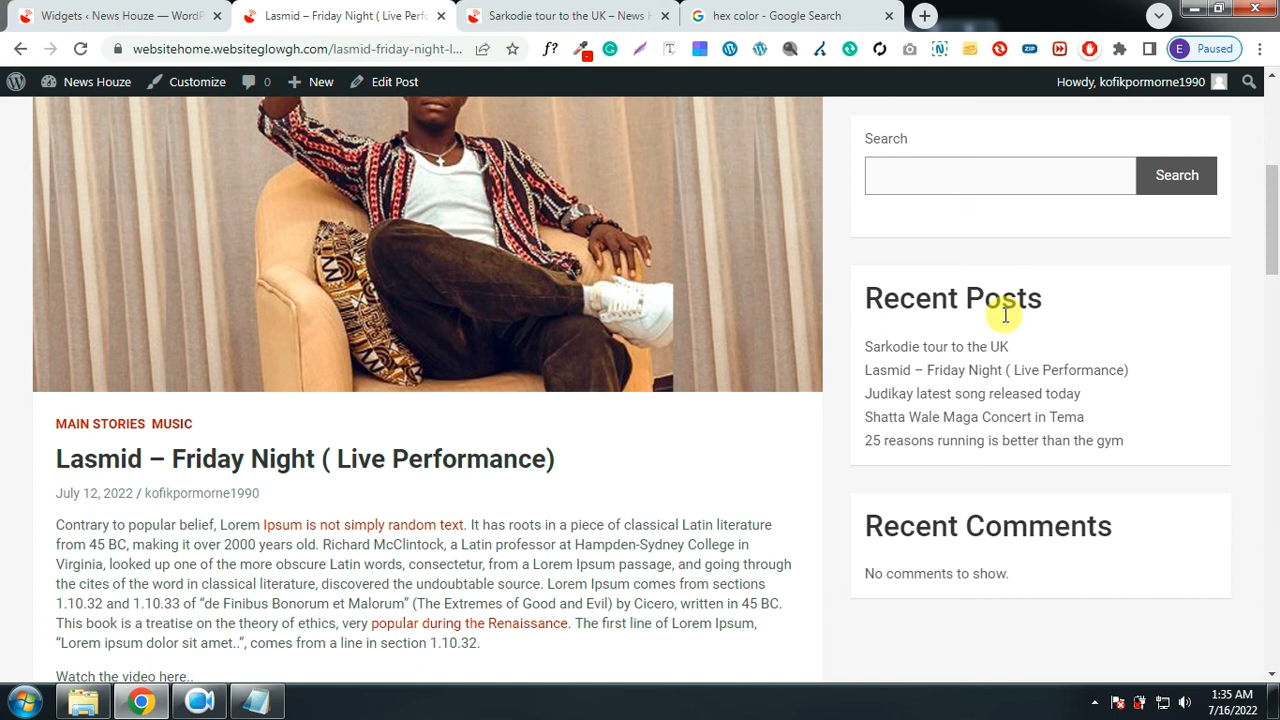 Widgets ‹ News Houze — WordP
Lasmid – Friday Night ( Live Perfo
Sarkodie tour to the UK – News H
hex color - Google Search
websitehome.websiteglowgh.com/lasmid-friday-night-l...
f?
T
ZIP
E Paused
News Houze
Customize
0
New
Edit Post
Howdy, kofikpormorne1990
Search
Search
Recent Posts
Sarkodie tour to the UK
Lasmid – Friday Night ( Live Performance)
Judikay latest song released today
Shatta Wale Maga Concert in Tema
25 reasons running is better than the gym
Recent Comments
No comments to show.
MAIN STORIES MUSIC
Lasmid – Friday Night ( Live Performance)
July 12, 2022 / kofikpormorne1990
Contrary to popular belief, Lorem Ipsum is not simply random text. It has roots in a piece of classical Latin literature
from 45 BC, making it over 2000 years old. Richard McClintock, a Latin professor at Hampden-Sydney College in
Virginia, looked up one of the more obscure Latin words, consectetur, from a Lorem Ipsum passage, and going through
the cites of the word in classical literature, discovered the undoubtable source. Lorem Ipsum comes from sections
1.10.32 and 1.10.33 of “de Finibus Bonorum et Malorum” (The Extremes of Good and Evil) by Cicero, written in 45 BC.
This book is a treatise on the theory of ethics, very popular during the Renaissance. The first line of Lorem Ipsum,
“Lorem ipsum dolor sit amet..”, comes from a line in section 1.10.32.
Watch the video here..
1:35 AM
7/16/2022